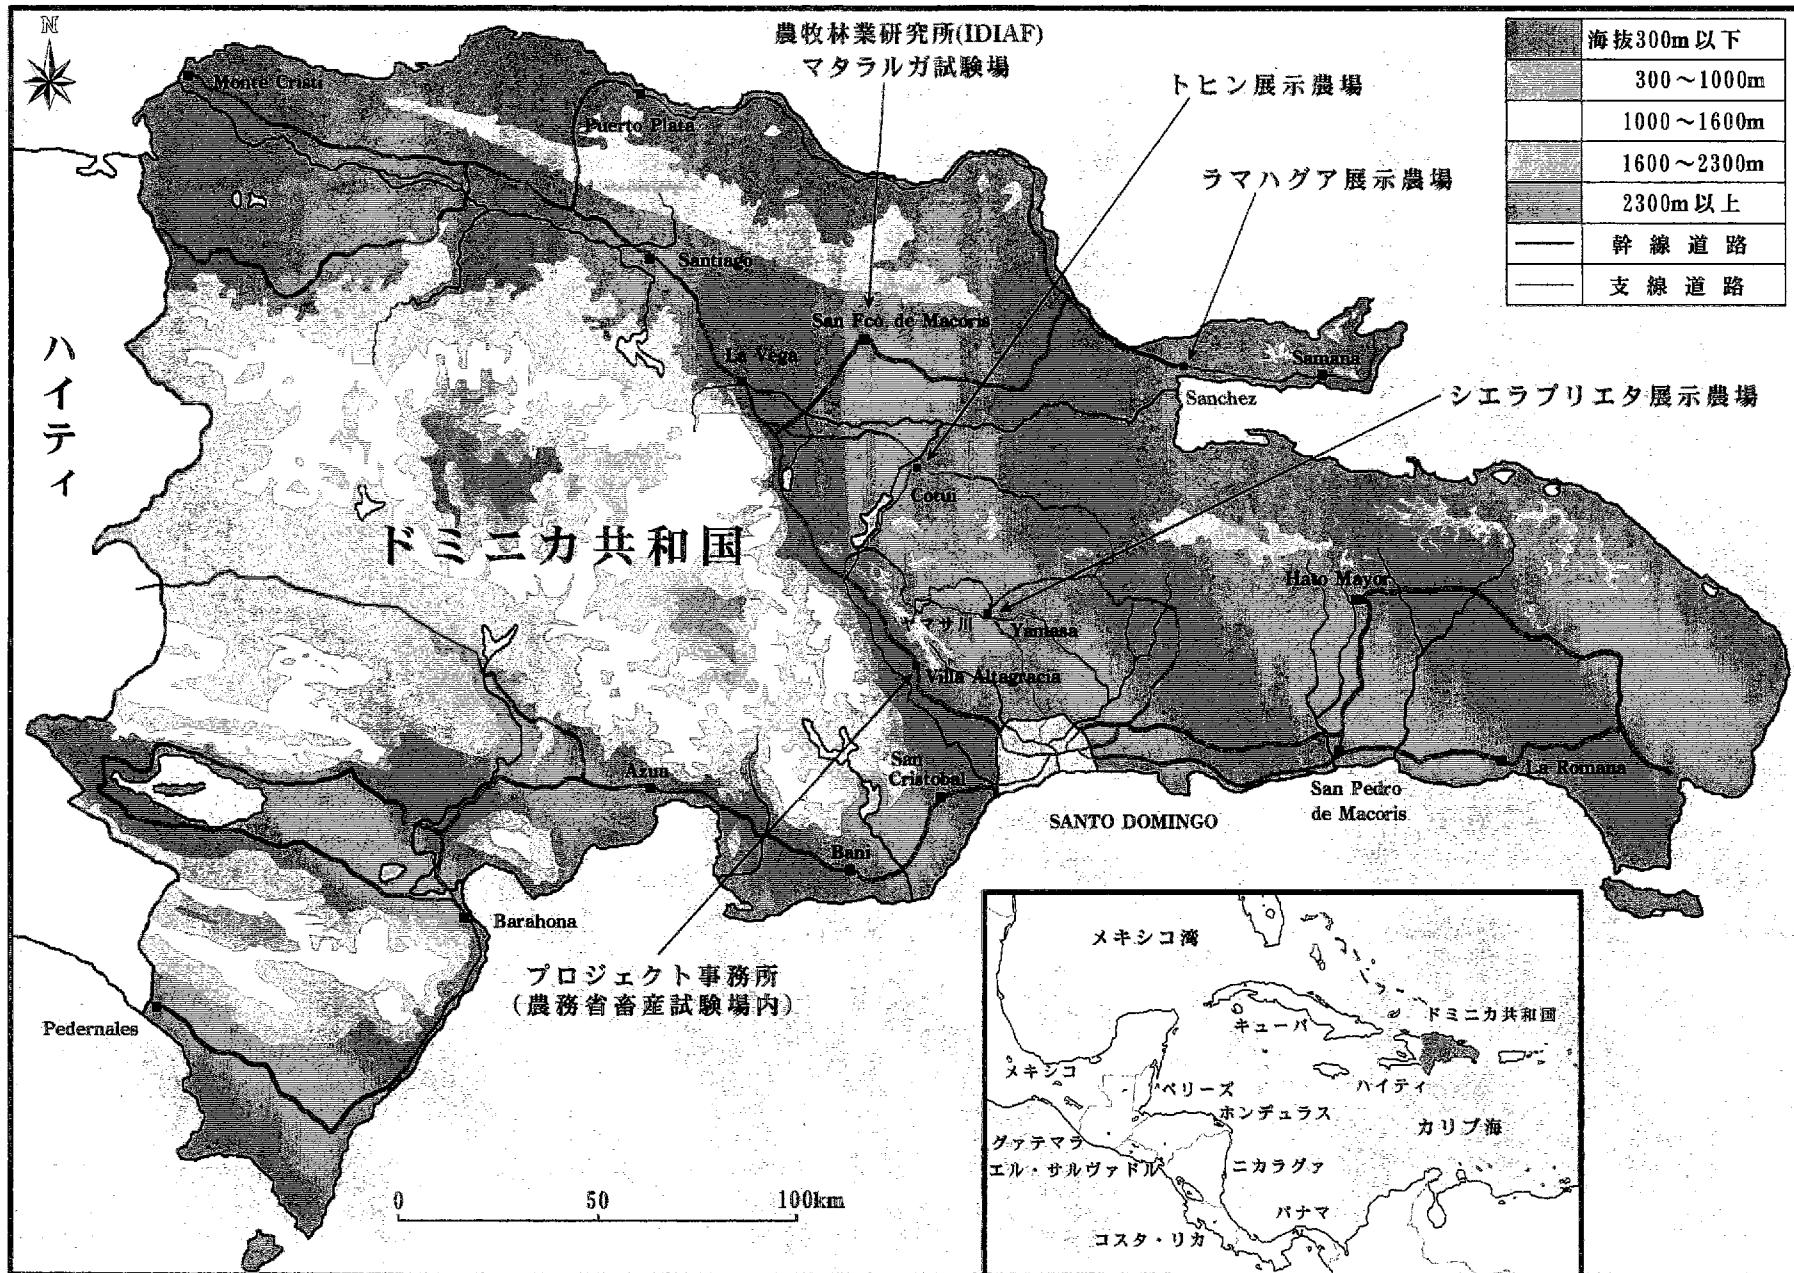 N
農牧林業研究所(IDIAF)
マタラルガ試験場
トヒン展示農場
ラマハグア展示農場
シエラプリエタ展示農場
海抜300m以下
300～1000m
1000～1600m
1600～2300m
2300m以上
幹線道路
支線道路
Monte Cristi
Puerto Plata
Santiago
San Fco. de Macoris
La Vega
Samana
Sanchez
Cotui
ハイティ
ドミニカ共和国
Hato Mayor
ヤマサ川
Yamasa
Villa Altagracia
Azua
San
Cristobal
La Romana
San Pedro
de Macoris
SANTO DOMINGO
Bani
Barahona
プロジェクト事務所
(農務省畜産試験場内)
Pedernales
0 50 100km
メキシコ湾
ドミニカ共和国
キューバ
メキシコ
ベリーズ
ハイティ
ホンデュラス
カリブ海
グァテマラ
エル・サルヴァドル
ニカラグァ
パナマ
コスタ・リカ